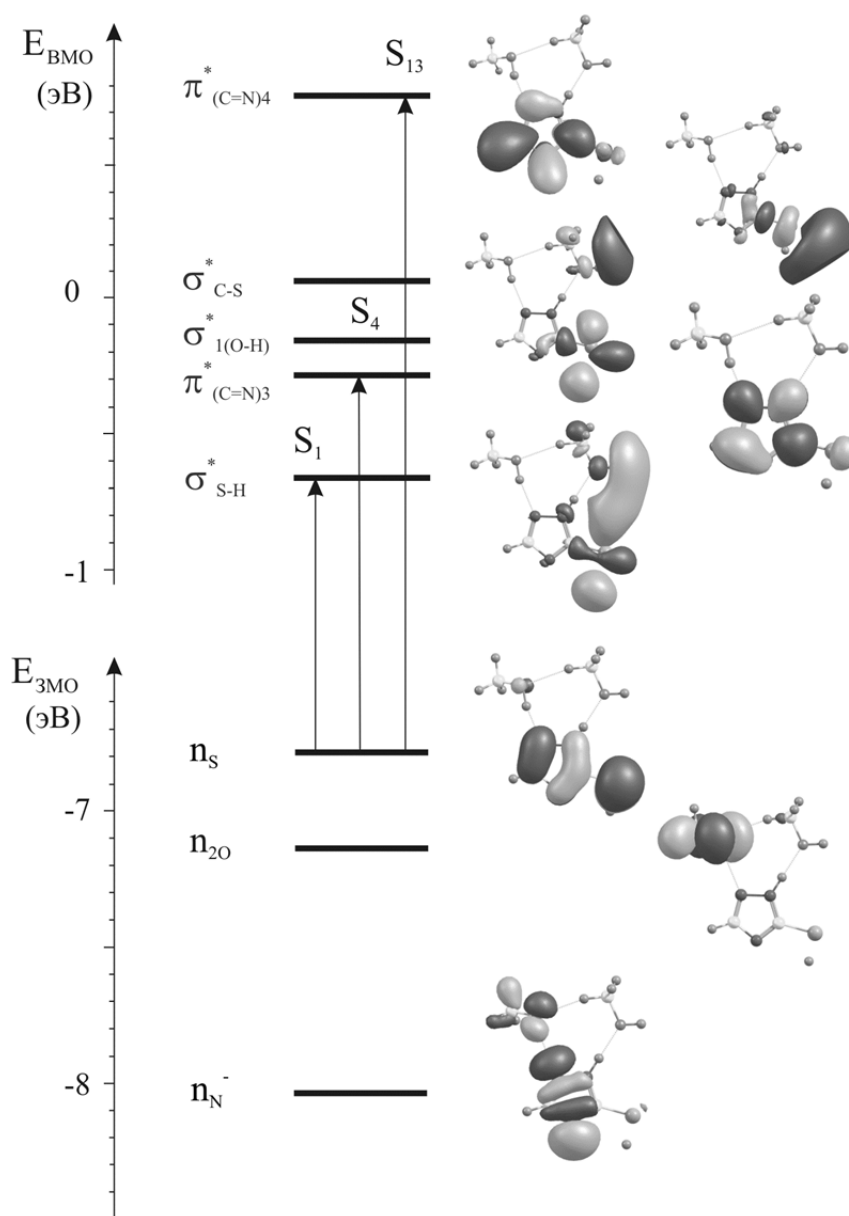 E_ВМО
(эВ)
π*_(C=N)4
S_13
σ*_C-S
0
σ*_1(O-H)
S_4
π*_(C=N)3
S_1
σ*_S-H
-1
E_ЗМО
(эВ)
n_S
-7
n_2O
-8
n_N^-